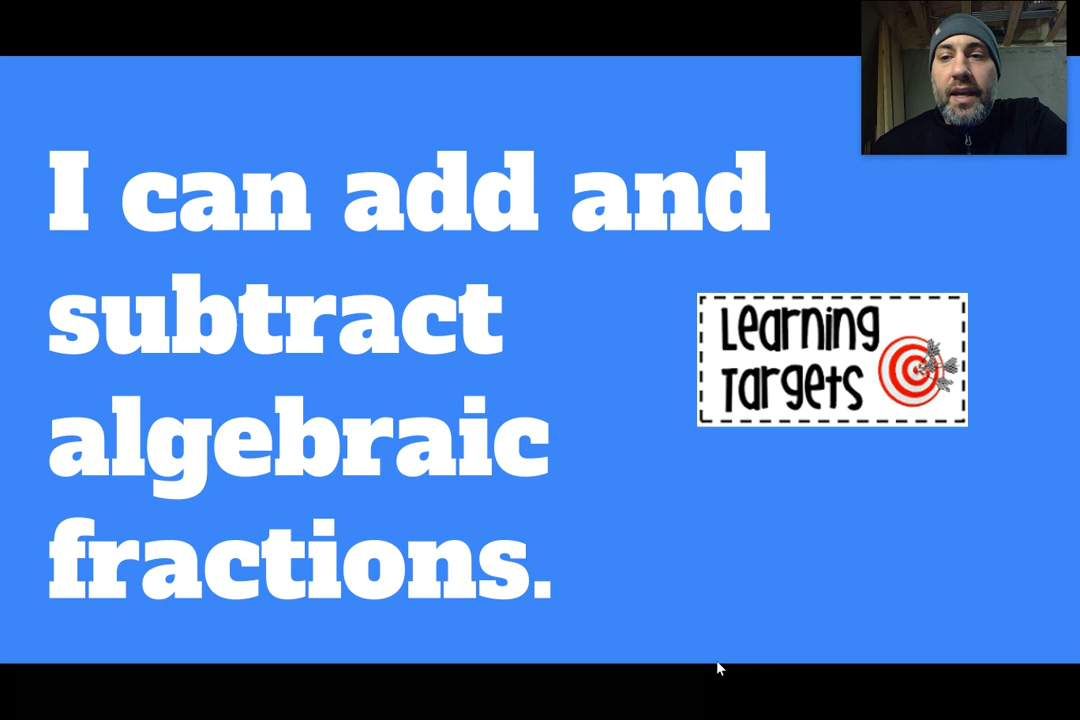 I can add and
subtract
algebraic
fractions.
Learning
Targets